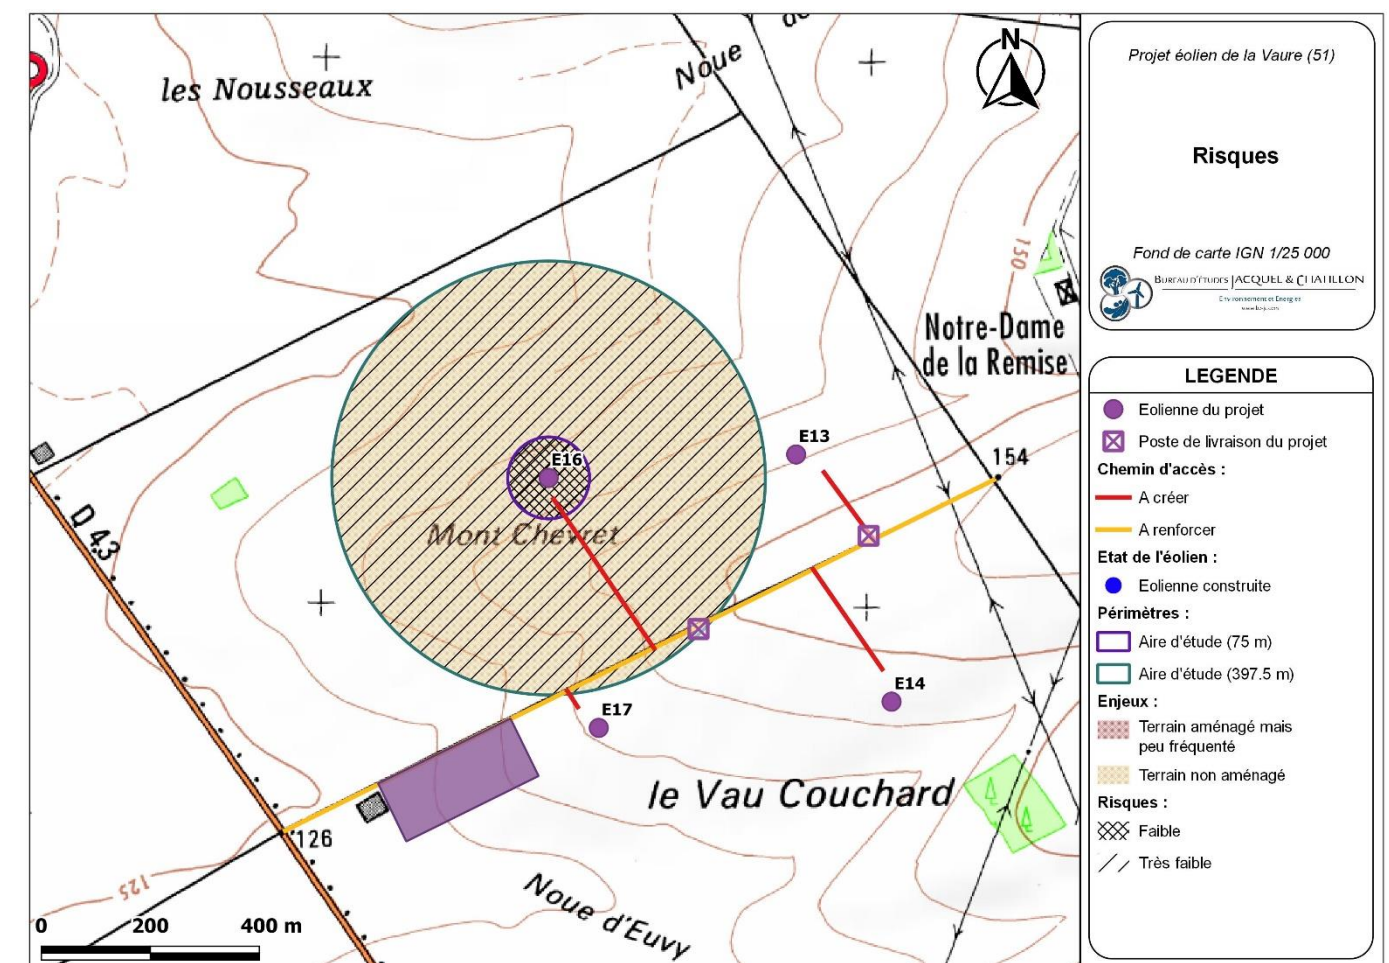 les Nousseaux
Noue
de
N
150
Notre-Dame
de la Remise
E13
154
E16
Mont Chevret
D 43
E14
E17
le Vau Couchard
126
125
Noue d'Euvy
0 200 400 m
Projet éolien de la Vaure (51)
Risques
Fond de carte IGN 1/25 000
BUREAU D'ÉTUDES JACQUEL & CHATILLON
Environnement et Energies
LEGENDE
Eolienne du projet
Poste de livraison du projet
Chemin d'accès :
A créer
A renforcer
Etat de l'éolien :
Eolienne construite
Périmètres :
Aire d'étude (75 m)
Aire d'étude (397.5 m)
Enjeux :
Terrain aménagé mais
peu fréquenté
Terrain non aménagé
Risques :
Faible
Très faible